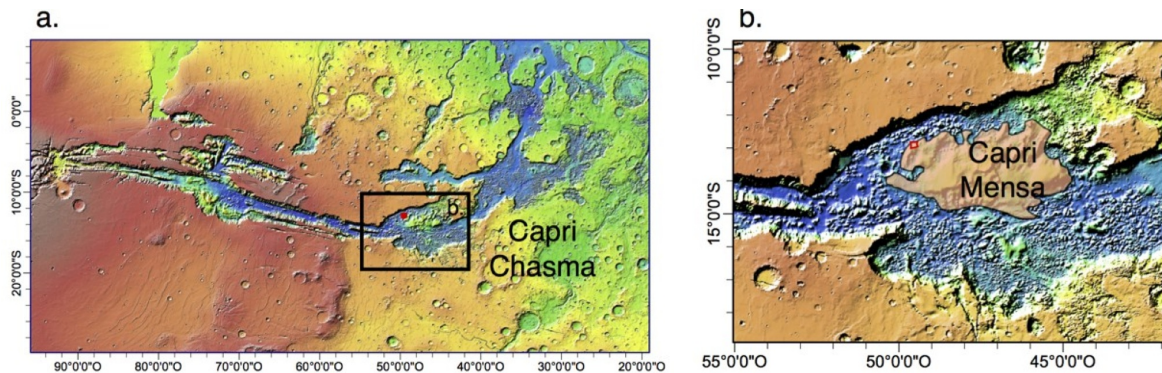 a.
0°0'0"
10°0'0"S
20°0'0"S
b.
Capri
Chasma
90°0'0"O
80°0'0"O
70°0'0"O
60°0'0"O
50°0'0"O
40°0'0"O
30°0'0"O
20°0'0"O
b.
10°0'0"S
15°0'0"S
Capri
Mensa
55°0'0"O
50°0'0"O
45°0'0"O